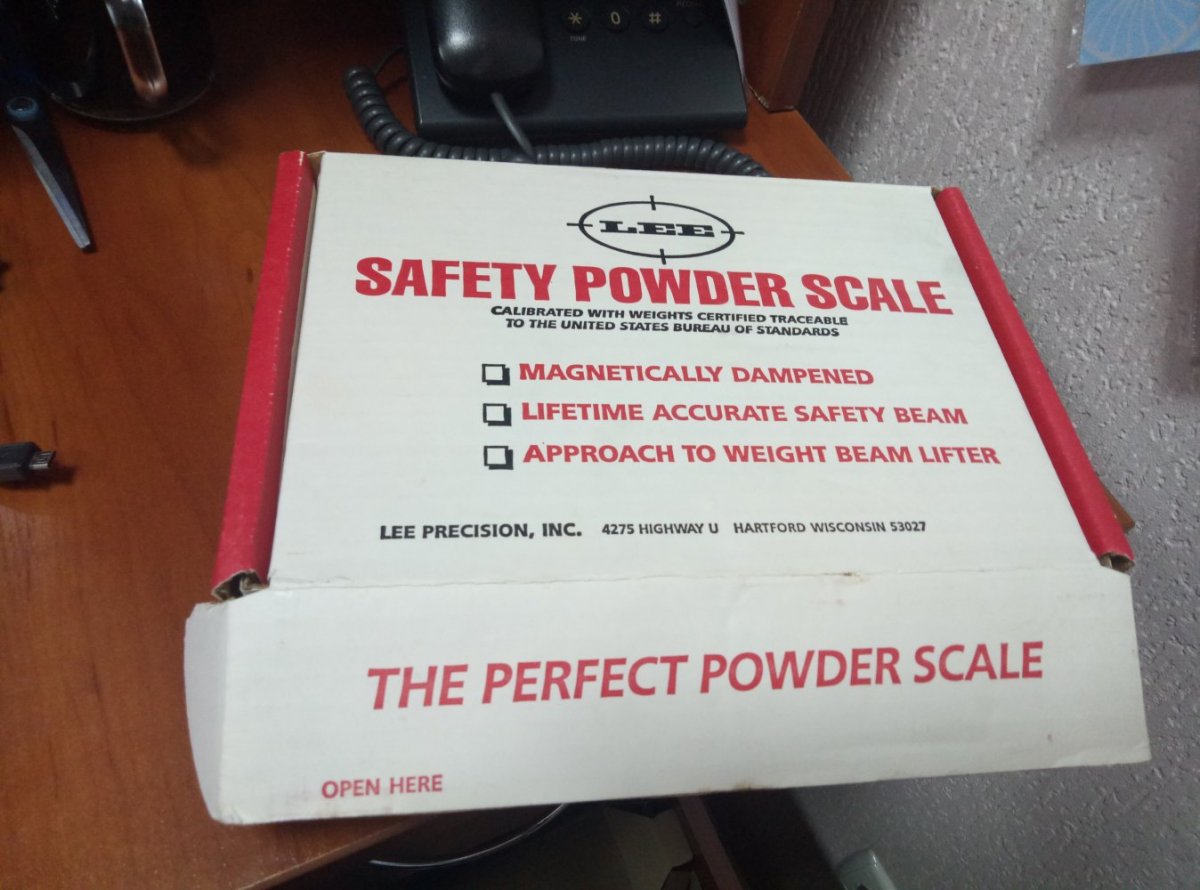 * 0 #
TONE
LEE
SAFETY POWDER SCALE
CALIBRATED WITH WEIGHTS CERTIFIED TRACEABLE
TO THE UNITED STATES BUREAU OF STANDARDS
MAGNETICALLY DAMPENED
LIFETIME ACCURATE SAFETY BEAM
APPROACH TO WEIGHT BEAM LIFTER
LEE PRECISION, INC. 4275 HIGHWAY U HARTFORD WISCONSIN 53027
THE PERFECT POWDER SCALE
OPEN HERE